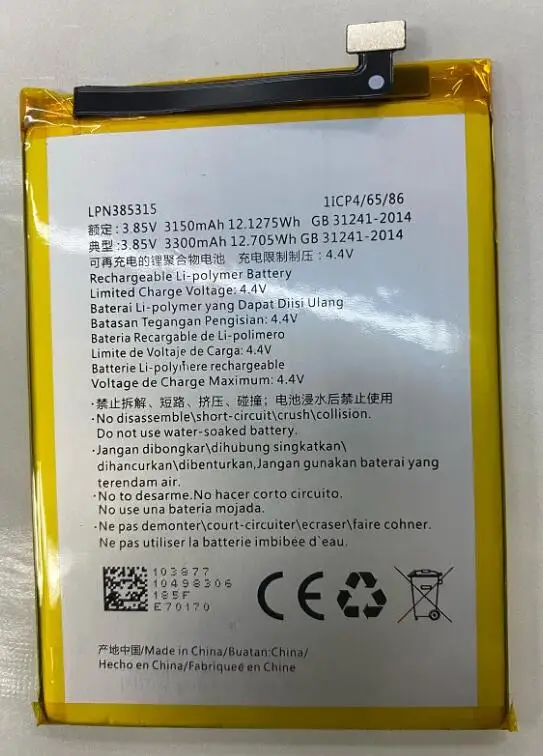 LPN385315 1ICP4/65/86
额定:3.85V 3150mAh 12.1275Wh GB 31241-2014
典型:3.85V 3300mAh 12.705Wh GB 31241-2014
可再充电的锂聚合物电池 充电限制制压:4.4V
Rechargeable Li-polymer Battery
Limited Charge Voltage: 4.4V
Baterai Li-polymer yang Dapat Diisi Ulang
Batasan Tegangan Pengisian: 4.4V
Bateria Recargable de Li-polimero
Limite de Voltaje de Carga: 4.4V
Batterie Li-polymere rechargeable
Voltage de Charge Maximum: 4.4V
·禁止拆解、短路、挤压、碰撞;电池浸水后禁止使用
·No disassemble\short-circuit\crush\collision.
Do not use water-soaked battery.
·Jangan dibongkar\dihubung singkatkan\
dihancurkan\dibenturkan,Jangan gunakan baterai yang
terendam air.
·No to desarme.No hacer corto circuito.
No use una bateria mojada.
·Ne pas demonter\court-circuiter\ecraser\faire cohner.
Ne pas utiliser la batterie imbibée d`eau.
103877
10498306
185F
E70170
CE
产地中国/Made in China/Buatan:China/
Hecho en China/Fabriqueé en Chine